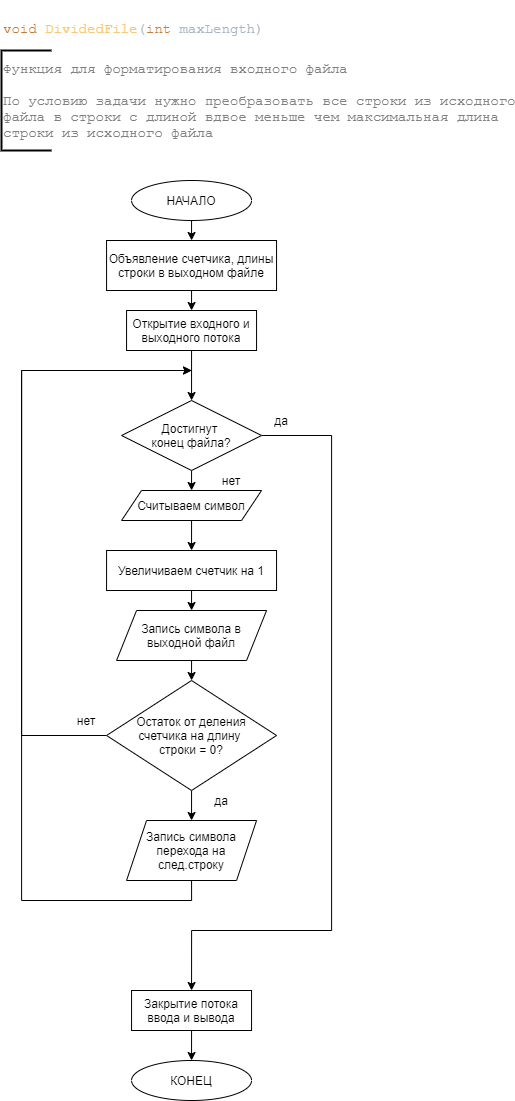 void DividedFile(int maxLength)
Функция для форматирования входного файла
По условию задачи нужно преобразовать все строки из исходного
файла в строки с длиной вдвое меньше чем максимальная длина
строки из исходного файла
НАЧАЛО
Объявление счетчика, длины
строки в выходном файле
Открытие входного и
выходного потока
Достигнут
конец файла?
да
нет
Считываем символ
Увеличиваем счетчик на 1
Запись символа в
выходной файл
Остаток от деления
счетчика на длину
строки = 0?
нет
да
Запись символа
перехода на
след.строку
Закрытие потока
ввода и вывода
КОНЕЦ